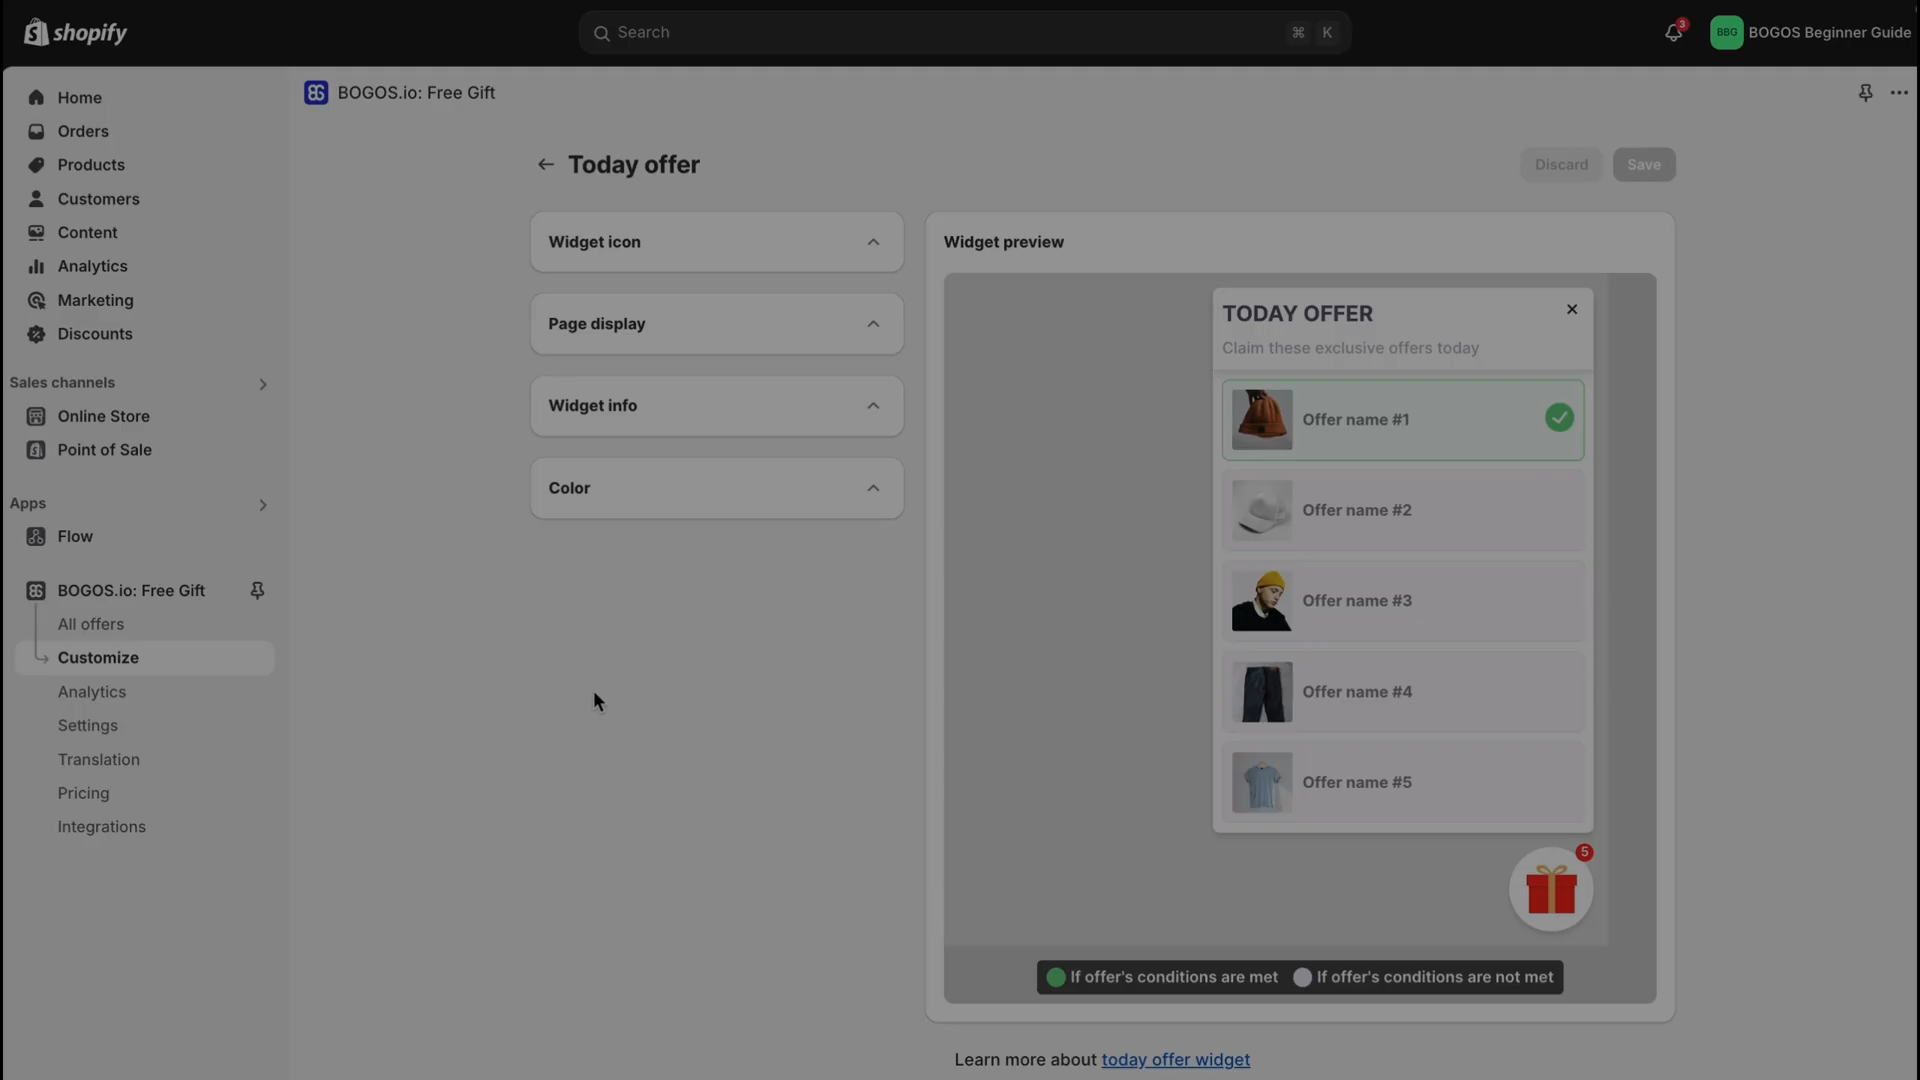 shopify
Search
⌘ K
3
BBG
BOGOS Beginner Guide
Home
Orders
Products
Customers
Content
Analytics
Marketing
Discounts
Sales channels
Online Store
Point of Sale
Apps
Flow
BOGOS.io: Free Gift
All offers
Customize
Analytics
Settings
Translation
Pricing
Integrations
BOGOS.io: Free Gift
Today offer
Discard
Save
Widget icon
Page display
Widget info
Color
Widget preview
TODAY OFFER
Claim these exclusive offers today
Offer name #1
Offer name #2
Offer name #3
Offer name #4
Offer name #5
5
If offer's conditions are met
If offer's conditions are not met
Learn more about today offer widget